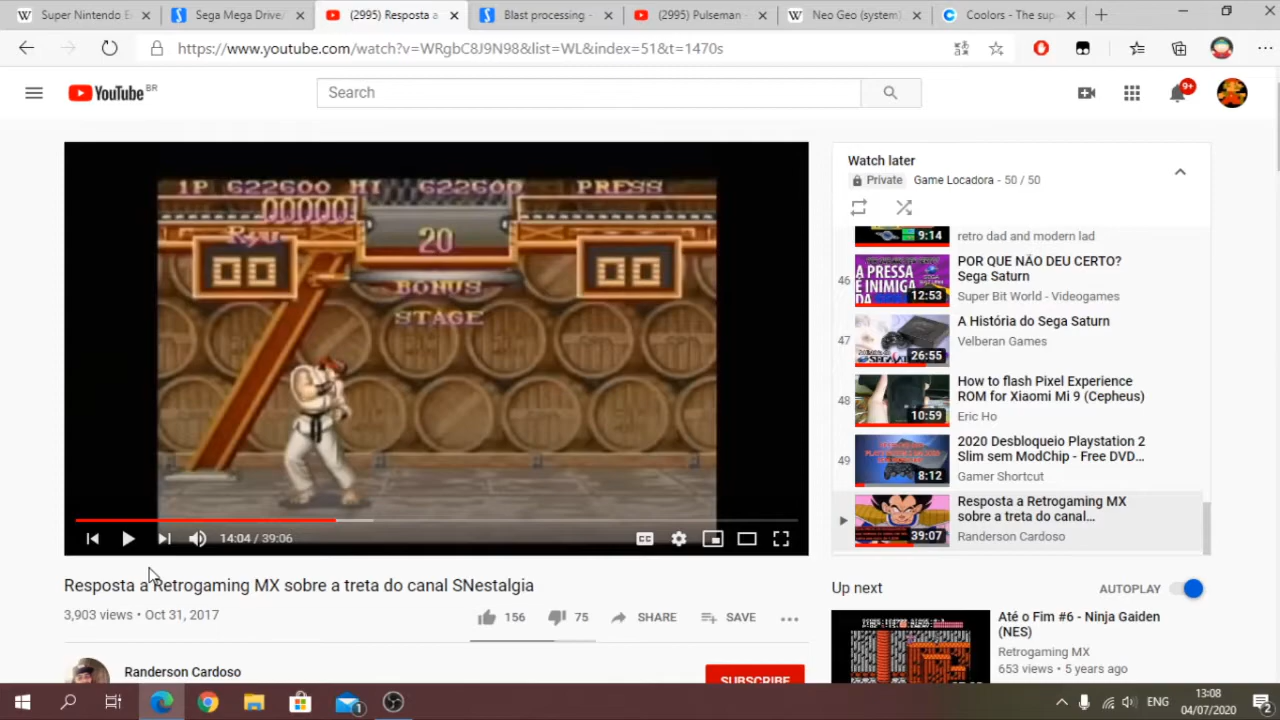 Super Nintendo E
Sega Mega Drive/
(2995) Resposta a
Blast processing -
(2995) Pulseman -
Neo Geo (system)
Coolors - The sup
https://www.youtube.com/watch?v=WRgbC8J9N98&list=WL&index=51&t=1470s
YouTube BR
Search
9+
1P 622600 HI 622600 PRESS
00000
Ryu
20
00
BONUS
STAGE
14:04 / 39:06
CC
Resposta a Retrogaming MX sobre a treta do canal SNestalgia
3,903 views • Oct 31, 2017
156
75
SHARE
SAVE
Randerson Cardoso
SUBSCRIBE
Watch later
Private Game Locadora - 50 / 50
9:14
retro dad and modern lad
46
A PRESSA
É INIMIGA
12:53
POR QUE NÃO DEU CERTO?
Sega Saturn
Super Bit World - Videogames
47
26:55
A História do Sega Saturn
Velberan Games
48
10:59
How to flash Pixel Experience
ROM for Xiaomi Mi 9 (Cepheus)
Eric Ho
49
8:12
2020 Desbloqueio Playstation 2
Slim sem ModChip - Free DVD...
Gamer Shortcut
39:07
Resposta a Retrogaming MX
sobre a treta do canal...
Randerson Cardoso
Up next
AUTOPLAY
Até o Fim #6 - Ninja Gaiden
(NES)
Retrogaming MX
653 views • 5 years ago
1
ENG
13:08
04/07/2020
2